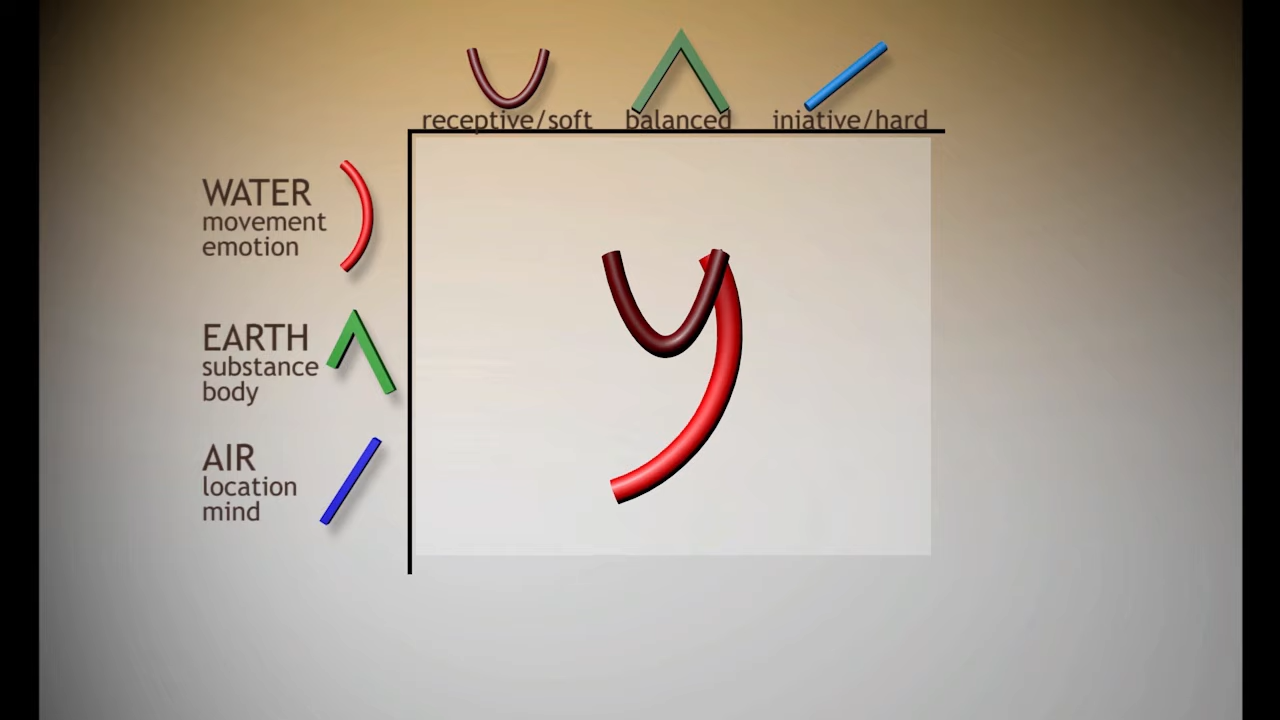 receptive/soft balanced iniative/hard
WATER
movement
emotion
EARTH
substance
body
AIR
location
mind